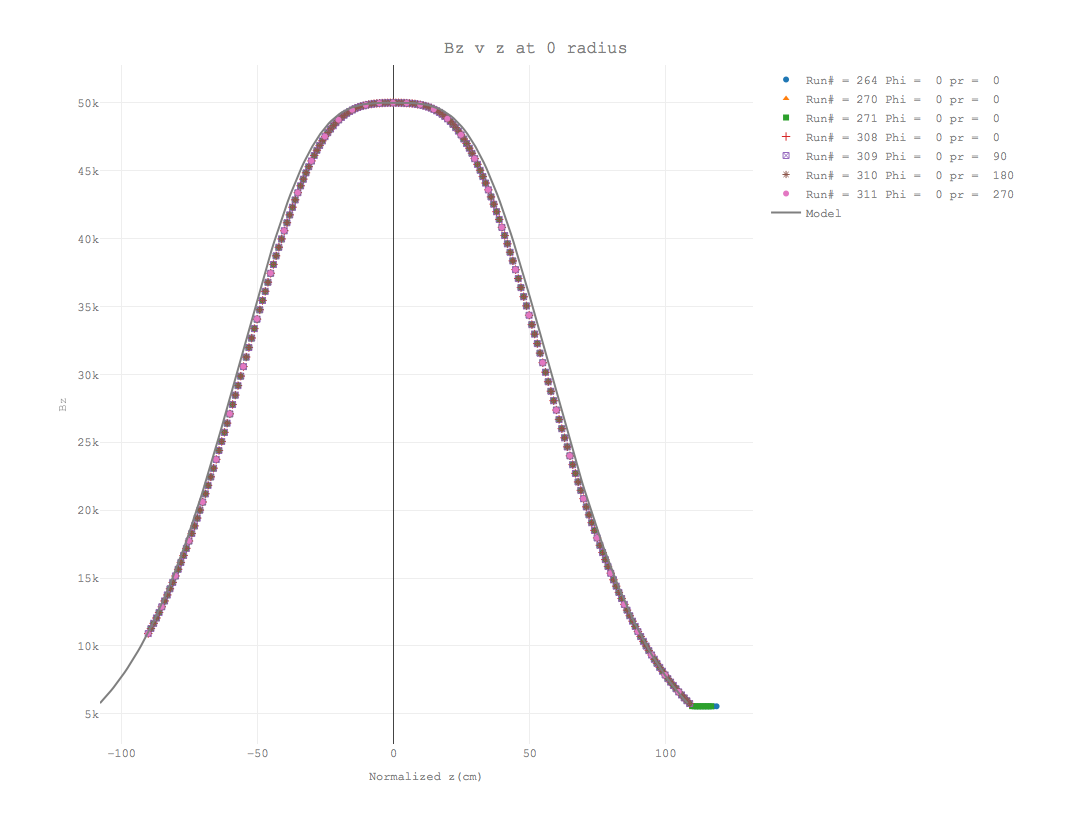 Bz v z at 0 radius
Run# = 264 Phi =  0 pr =  0
Run# = 270 Phi =  0 pr =  0
Run# = 271 Phi =  0 pr =  0
Run# = 308 Phi =  0 pr =  0
Run# = 309 Phi =  0 pr =  90
Run# = 310 Phi =  0 pr =  180
Run# = 311 Phi =  0 pr =  270
Model
50k
45k
40k
35k
30k
25k
20k
15k
10k
5k
Bz
−100 −50 0 50 100
Normalized z(cm)